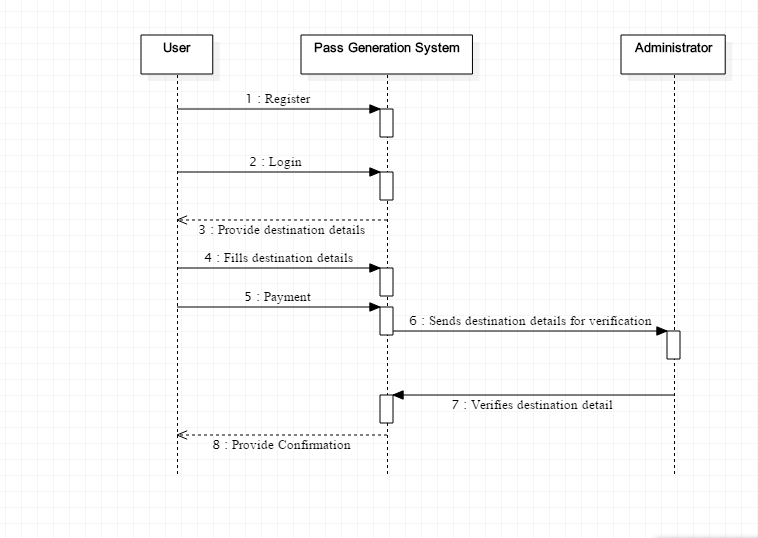 User
Pass Generation System
Administrator
1 : Register
2 : Login
3 : Provide destination details
4 : Fills destination details
5 : Payment
6 : Sends destination details for verification
7 : Verifies destination detail
8 : Provide Confirmation